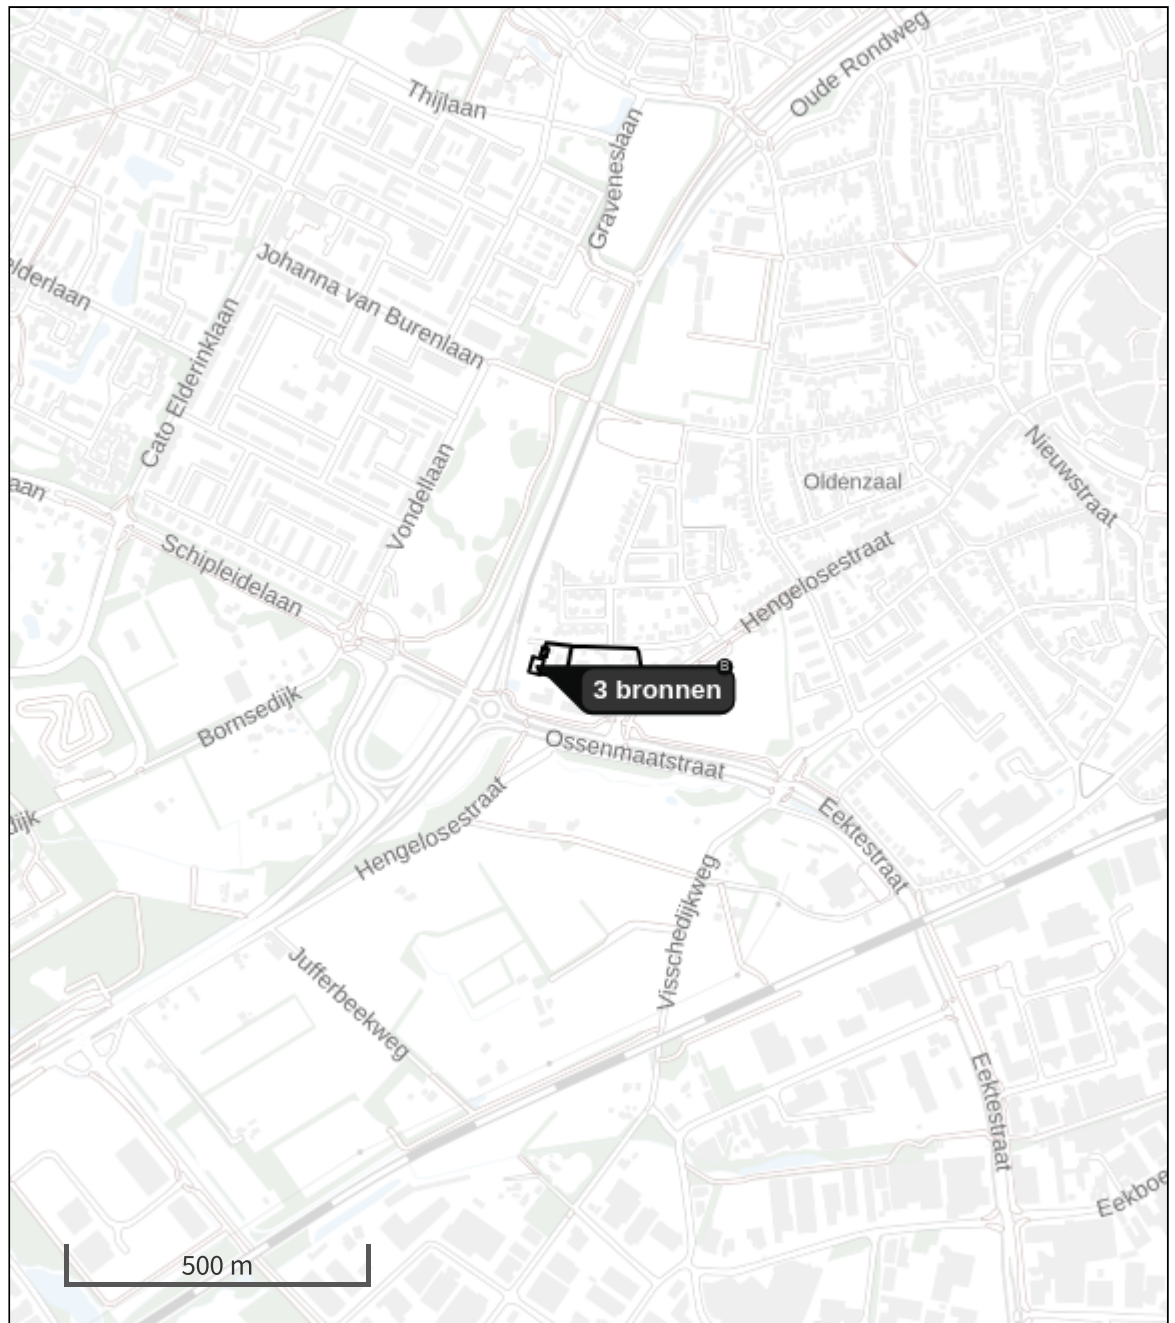 Oude Rondweg
Thijlaan
Graveneslaan
Johanna van Burenlaan
elderlaan
Cato Elderinklaan
Nieuwstraat
Vondellaan
Oldenzaal
aan
Schipleidelaan
Hengelosestraat
B
3 bronnen
Bornsedijk
Ossenmaatstraat
Hengelosestraat
Eektestraat
dijk
Visschedijkweg
Jufferbeekweg
Eektestraat
Eekboe
500 m